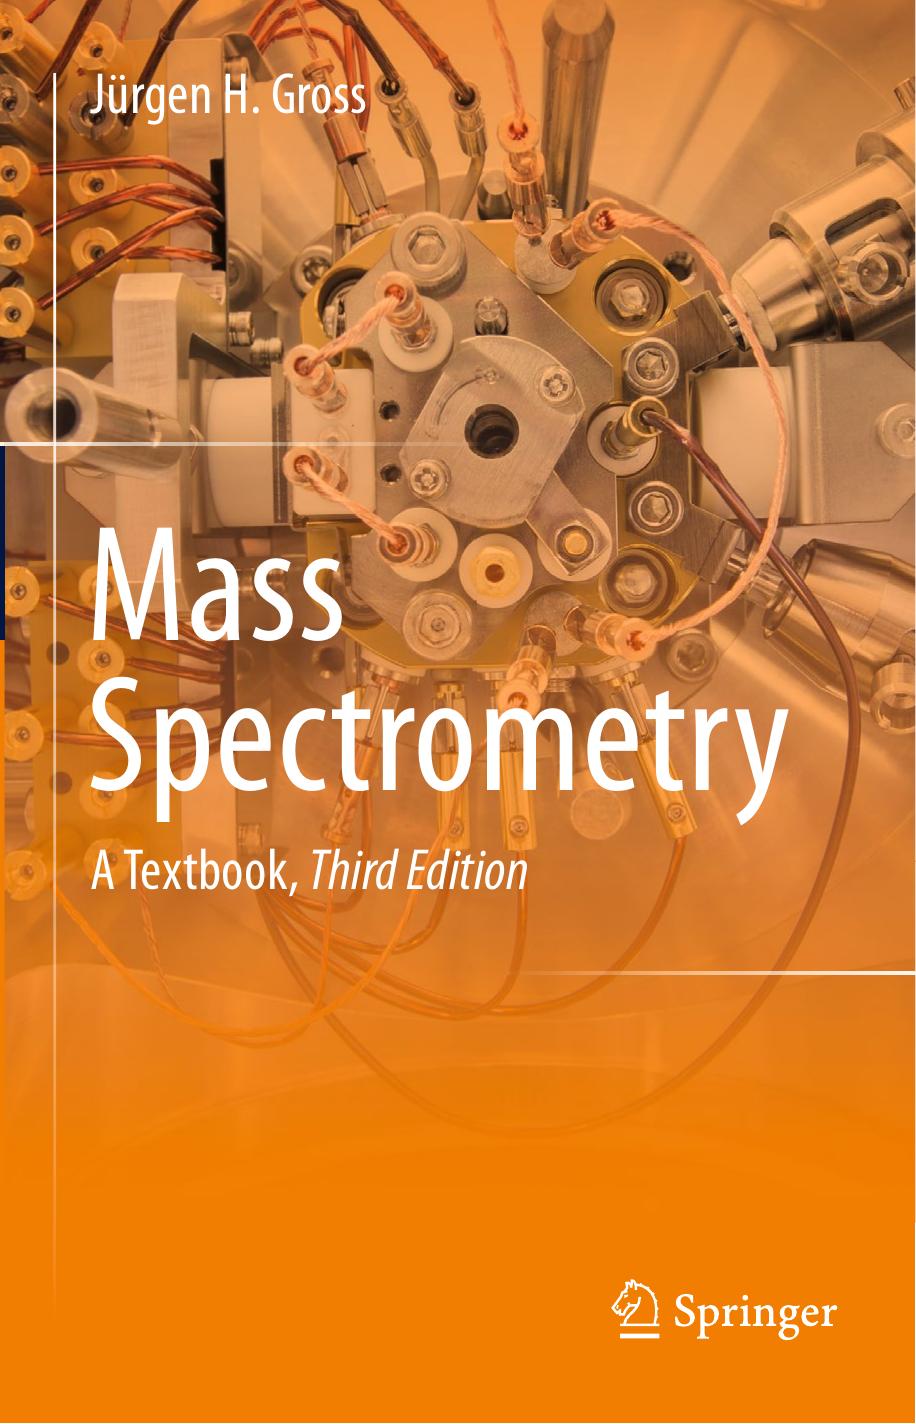 Jürgen H. Gross
Mass
Spectrometry
A Textbook, Third Edition
Springer